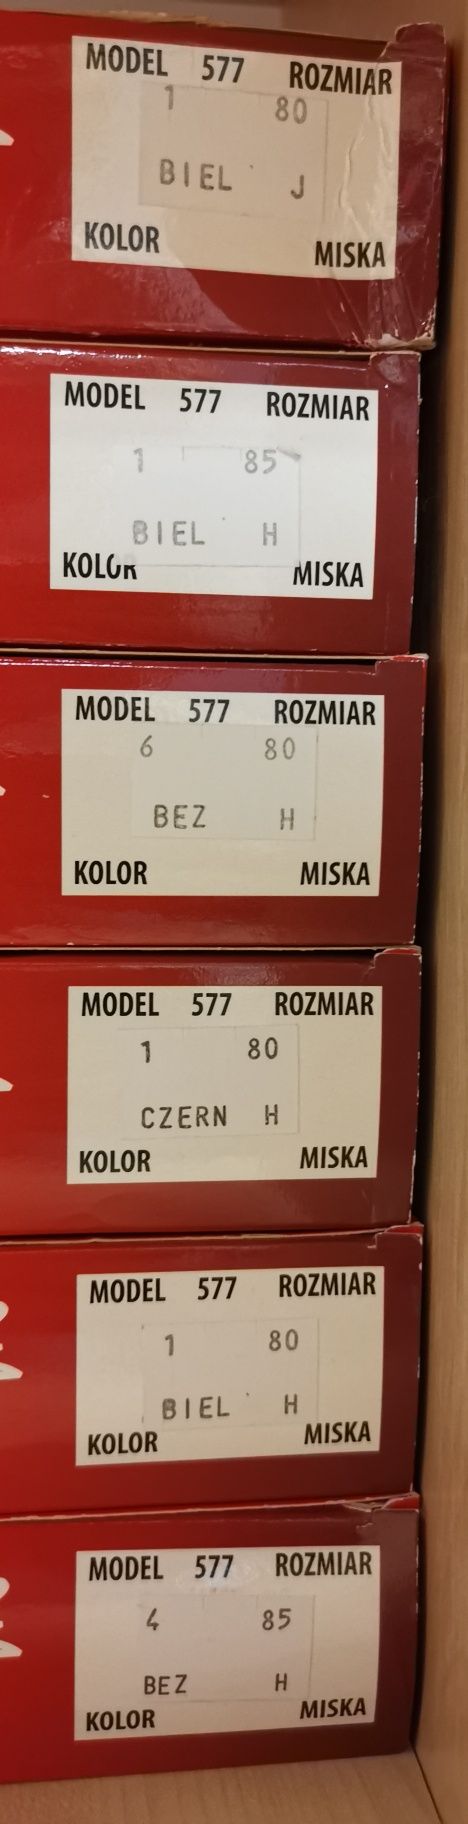 MODEL 577 ROZMIAR
1 80
BIEL J
KOLOR MISKA
MODEL 577 ROZMIAR
1 85
BIEL H
KOLOR MISKA
MODEL 577 ROZMIAR
6 80
BEZ H
KOLOR MISKA
MODEL 577 ROZMIAR
1 80
CZERN H
KOLOR MISKA
MODEL 577 ROZMIAR
1 80
BIEL H
KOLOR MISKA
MODEL 577 ROZMIAR
4 85
BEZ H
KOLOR MISKA